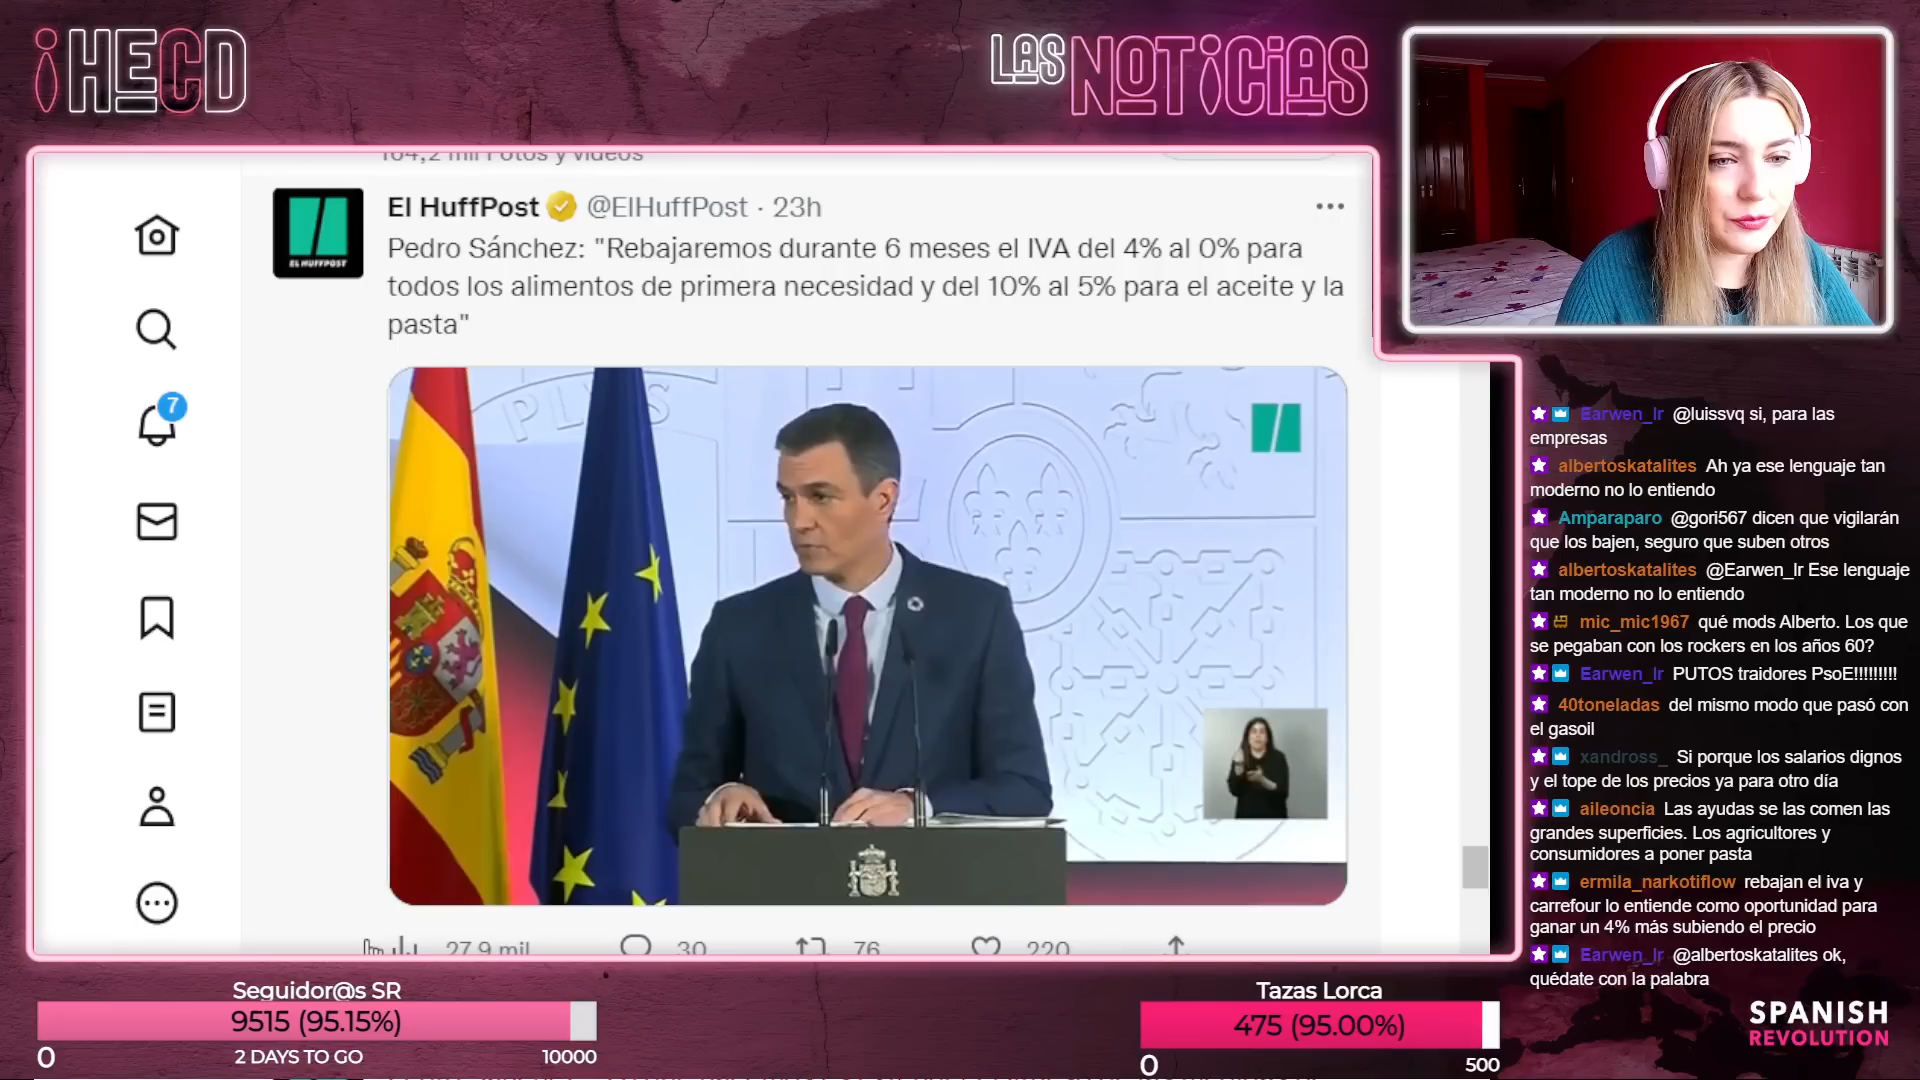 ¡HECD
LAS NOTICIAS
164,2 mil Fotos y vídeos
El HuffPost @ElHuffPost · 23h
Pedro Sánchez: "Rebajaremos durante 6 meses el IVA del 4% al 0% para
todos los alimentos de primera necesidad y del 10% al 5% para el aceite y la
pasta"
EL HUFFPOST
7
PLVS
27,9 mil 30 76 220
Earwen_lr @luissvq si, para las
empresas
albertoskatalites Ah ya ese lenguaje tan
moderno no lo entiendo
Amparaparo @gori567 dicen que vigilarán
que los bajen, seguro que suben otros
albertoskatalites @Earwen_lr Ese lenguaje
tan moderno no lo entiendo
mic_mic1967 qué mods Alberto. Los que
se pegaban con los rockers en los años 60?
Earwen_lr PUTOS traidores PsoE!!!!!!!!!
40toneladas del mismo modo que pasó con
el gasoil
xandross_ Si porque los salarios dignos
y el tope de los precios ya para otro día
aileoncia Las ayudas se las comen las
grandes superficies. Los agricultores y
consumidores a poner pasta
ermila_narkotiflow rebajan el iva y
carrefour lo entiende como oportunidad para
ganar un 4% más subiendo el precio
Earwen_lr @albertoskatalites ok,
quédate con la palabra
Seguidor@s SR
9515 (95.15%)
0 2 DAYS TO GO 10000
Tazas Lorca
475 (95.00%)
0 500
SPANISH
REVOLUTION